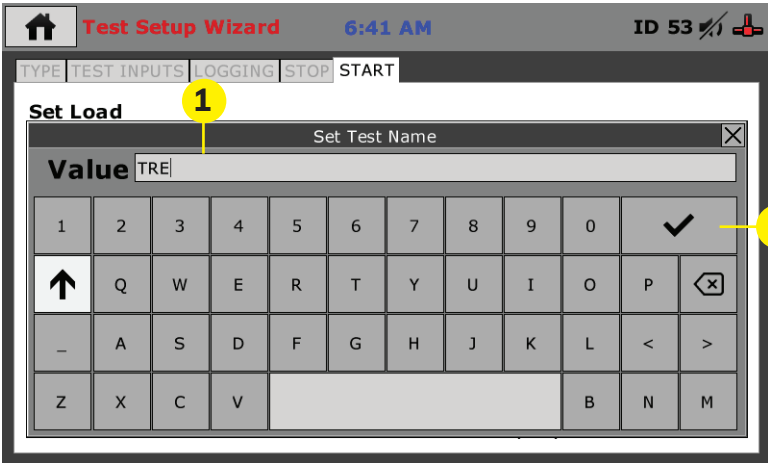 Test Setup Wizard 6:41 AM ID 53
TYPE TEST INPUTS LOGGING STOP START
Set Load
1
Set Test Name
Value TRE
1 2 3 4 5 6 7 8 9 0
Q W E R T Y U I O P
_ A S D F G H J K L < >
Z X C V B N M